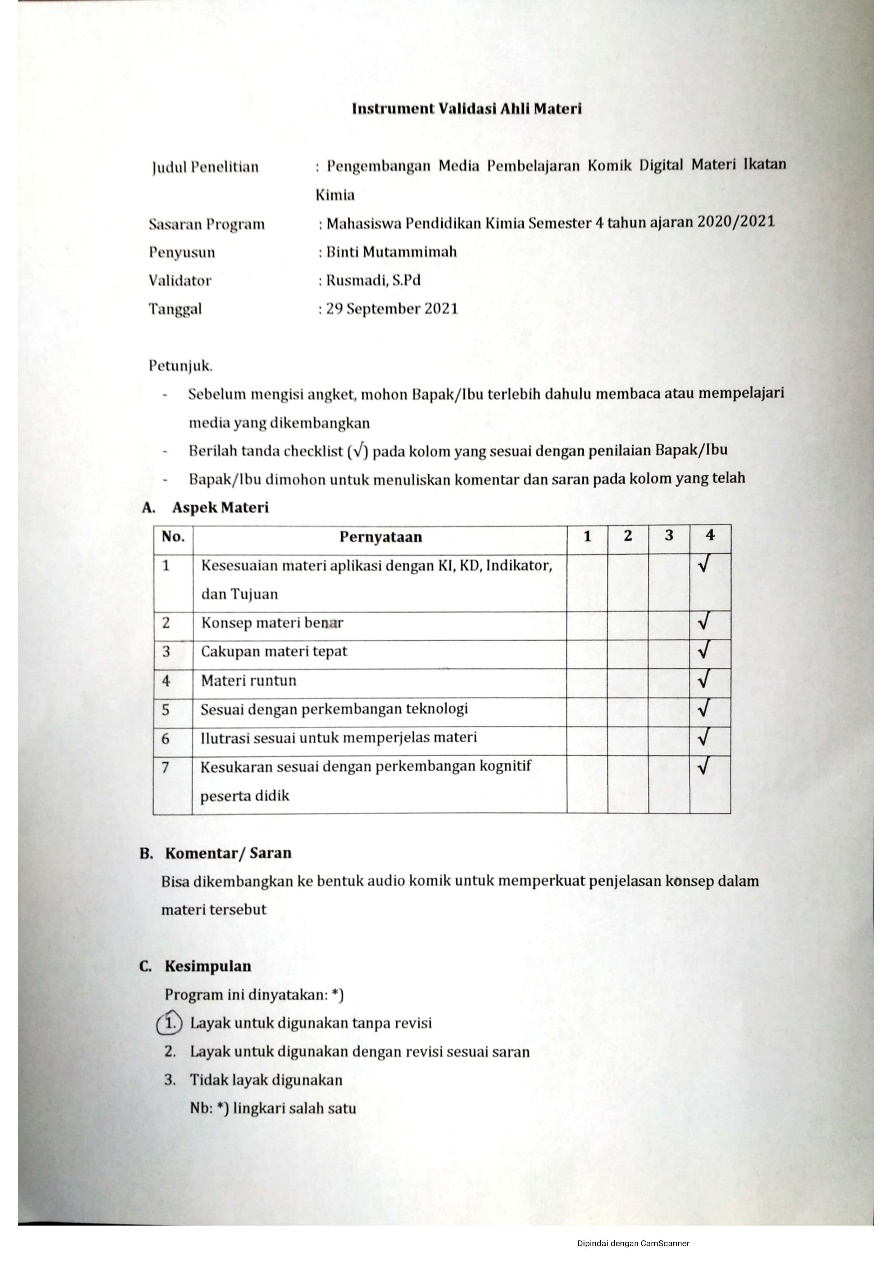 Instrument Validasi Ahli Materi
Judul Penelitian : Pengembangan Media Pembelajaran Komik Digital Materi Ikatan
Kimia
Sasaran Program : Mahasiswa Pendidikan Kimia Semester 4 tahun ajaran 2020/2021
Penyusun : Binti Mutammimah
Validator : Rusmadi, S.Pd
Tanggal : 29 September 2021
Petunjuk.
- Sebelum mengisi angket, mohon Bapak/Ibu terlebih dahulu membaca atau mempelajari
media yang dikembangkan
- Berilah tanda checklist (√) pada kolom yang sesuai dengan penilaian Bapak/Ibu
- Bapak/Ibu dimohon untuk menuliskan komentar dan saran pada kolom yang telah
A. Aspek Materi
No. Pernyataan 1 2 3 4
1 Kesesuaian materi aplikasi dengan KI, KD, Indikator, √
dan Tujuan
2 Konsep materi benar √
3 Cakupan materi tepat √
4 Materi runtun √
5 Sesuai dengan perkembangan teknologi √
6 Ilutrasi sesuai untuk memperjelas materi √
7 Kesukaran sesuai dengan perkembangan kognitif √
peserta didik
B. Komentar/ Saran
Bisa dikembangkan ke bentuk audio komik untuk memperkuat penjelasan konsep dalam
materi tersebut
C. Kesimpulan
Program ini dinyatakan: *)
1. Layak untuk digunakan tanpa revisi
2. Layak untuk digunakan dengan revisi sesuai saran
3. Tidak layak digunakan
Nb: *) lingkari salah satu
Dipindai dengan CamScanner